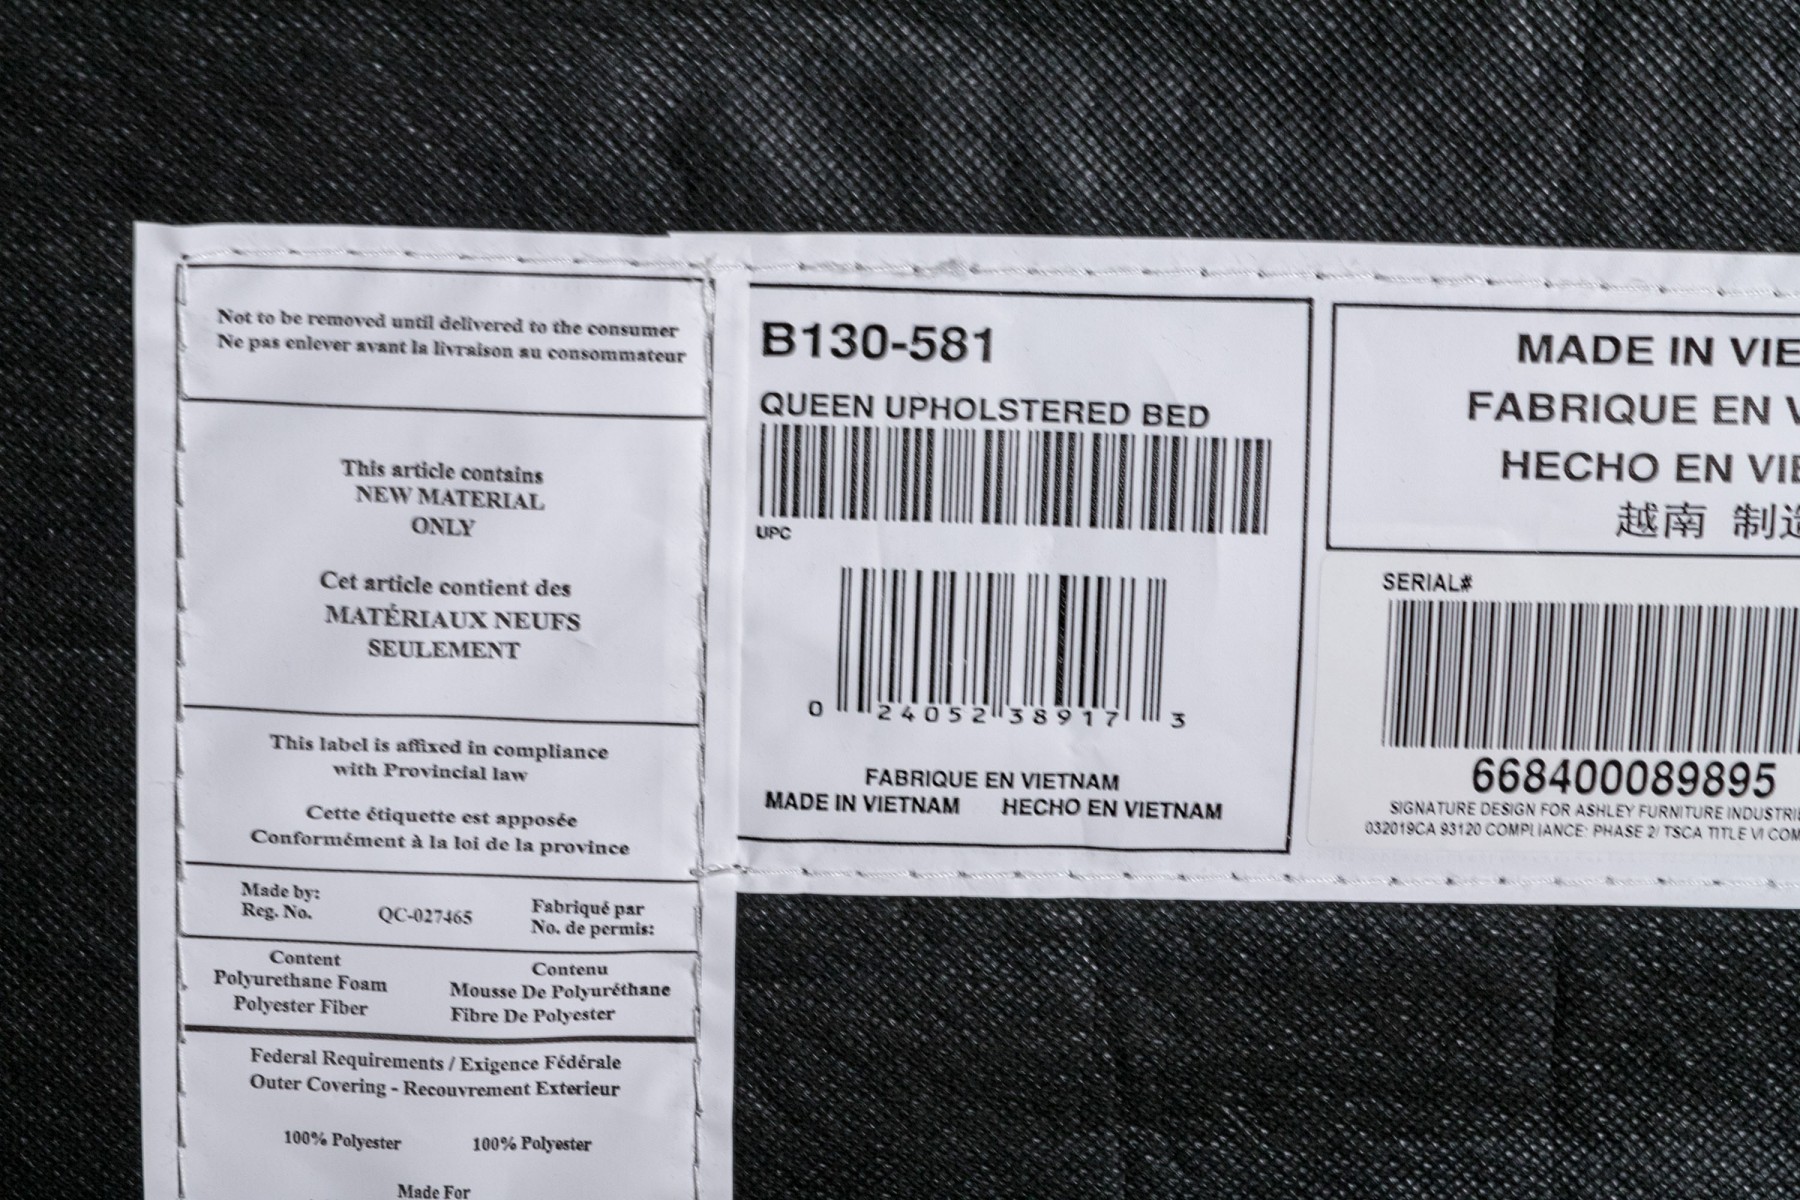 Not to be removed until delivered to the consumer
Ne pas enlever avant la livraison au consommateur
This article contains
NEW MATERIAL
ONLY
Cet article contient des
MATÉRIAUX NEUFS
SEULEMENT
This label is affixed in compliance
with Provincial law
Cette étiquette est apposée
Conformément à la loi de la province
Made by:
Reg. No.
QC-027465
Fabriqué par
No. de permis:
Content
Polyurethane Foam
Polyester Fiber
Contenu
Mousse De Polyuréthane
Fibre De Polyester
Federal Requirements / Exigence Fédérale
Outer Covering - Recouvrement Exterieur
100% Polyester 100% Polyester
Made For
B130-581
QUEEN UPHOLSTERED BED
UPC
0 24052 38917 3
FABRIQUE EN VIETNAM
MADE IN VIETNAM HECHO EN VIETNAM
MADE IN VIE
FABRIQUE EN V
HECHO EN VIE
越南 制造
SERIAL#
668400089895
SIGNATURE DESIGN FOR ASHLEY FURNITURE INDUSTRIE
032019CA 93120 COMPLIANCE: PHASE 2/ TSCA TITLE VI COM